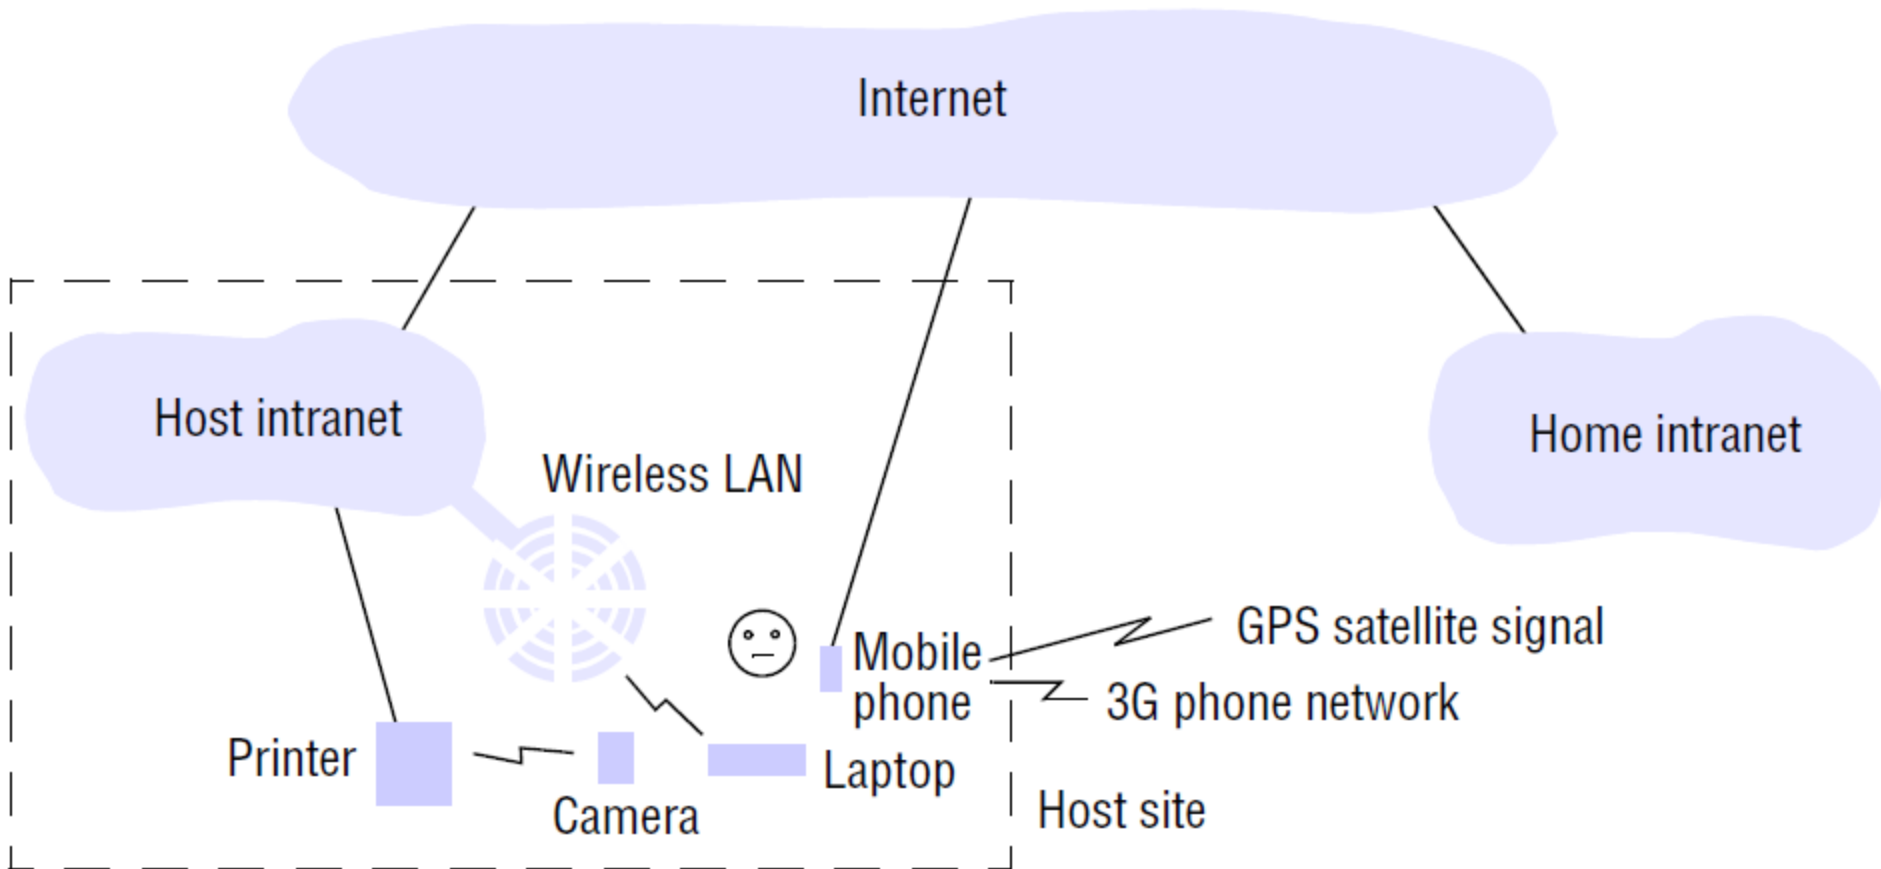 Internet
Host intranet
Wireless LAN
Home intranet
GPS satellite signal
Mobile
phone
3G phone network
Printer
Camera
Laptop
Host site